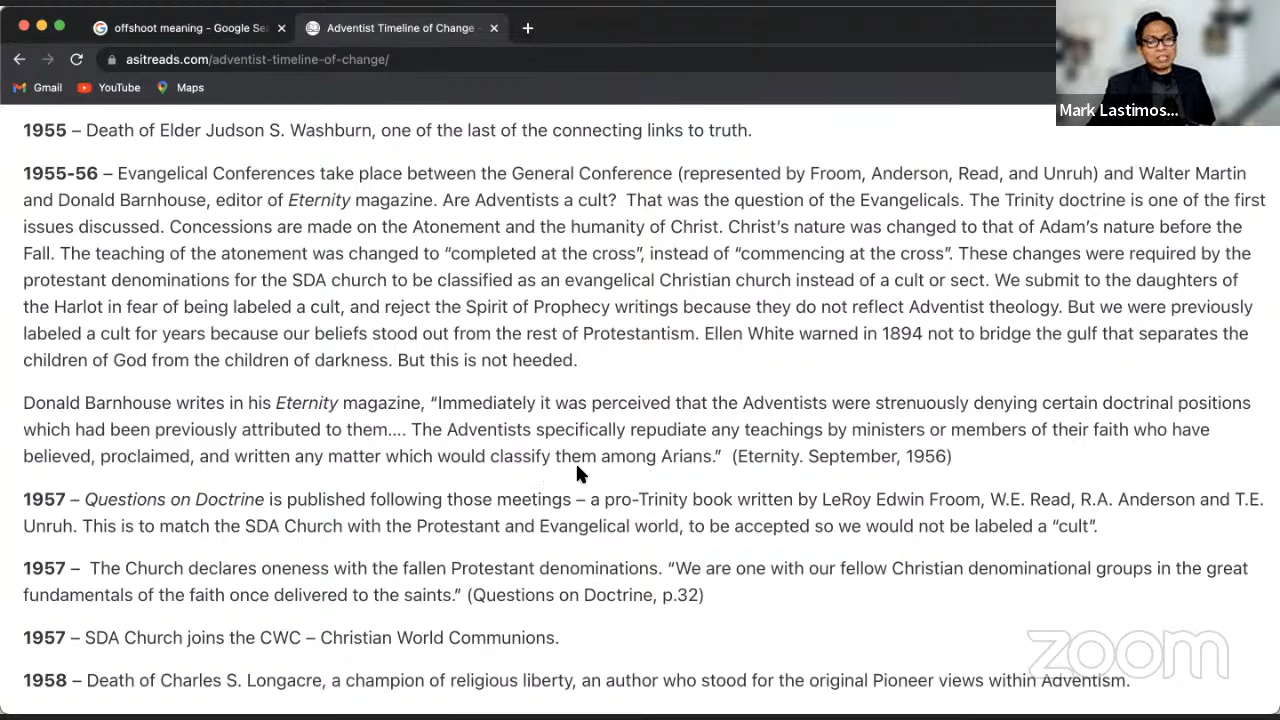 offshoot meaning - Google Se
Adventist Timeline of Change -
asitreads.com/adventist-timeline-of-change/
Gmail YouTube Maps
Mark Lastimos...
1955 – Death of Elder Judson S. Washburn, one of the last of the connecting links to truth.
1955-56 – Evangelical Conferences take place between the General Conference (represented by Froom, Anderson, Read, and Unruh) and Walter Martin
and Donald Barnhouse, editor of Eternity magazine. Are Adventists a cult?  That was the question of the Evangelicals. The Trinity doctrine is one of the first
issues discussed. Concessions are made on the Atonement and the humanity of Christ. Christ’s nature was changed to that of Adam’s nature before the
Fall. The teaching of the atonement was changed to “completed at the cross”, instead of “commencing at the cross”. These changes were required by the
protestant denominations for the SDA church to be classified as an evangelical Christian church instead of a cult or sect. We submit to the daughters of
the Harlot in fear of being labeled a cult, and reject the Spirit of Prophecy writings because they do not reflect Adventist theology. But we were previously
labeled a cult for years because our beliefs stood out from the rest of Protestantism. Ellen White warned in 1894 not to bridge the gulf that separates the
children of God from the children of darkness. But this is not heeded.
Donald Barnhouse writes in his Eternity magazine, “Immediately it was perceived that the Adventists were strenuously denying certain doctrinal positions
which had been previously attributed to them…. The Adventists specifically repudiate any teachings by ministers or members of their faith who have
believed, proclaimed, and written any matter which would classify them among Arians.”  (Eternity. September, 1956)
1957 – Questions on Doctrine is published following those meetings – a pro-Trinity book written by LeRoy Edwin Froom, W.E. Read, R.A. Anderson and T.E.
Unruh. This is to match the SDA Church with the Protestant and Evangelical world, to be accepted so we would not be labeled a “cult”.
1957 –  The Church declares oneness with the fallen Protestant denominations. “We are one with our fellow Christian denominational groups in the great
fundamentals of the faith once delivered to the saints.” (Questions on Doctrine, p.32)
1957 – SDA Church joins the CWC – Christian World Communions.
1958 – Death of Charles S. Longacre, a champion of religious liberty, an author who stood for the original Pioneer views within Adventism.
zoom